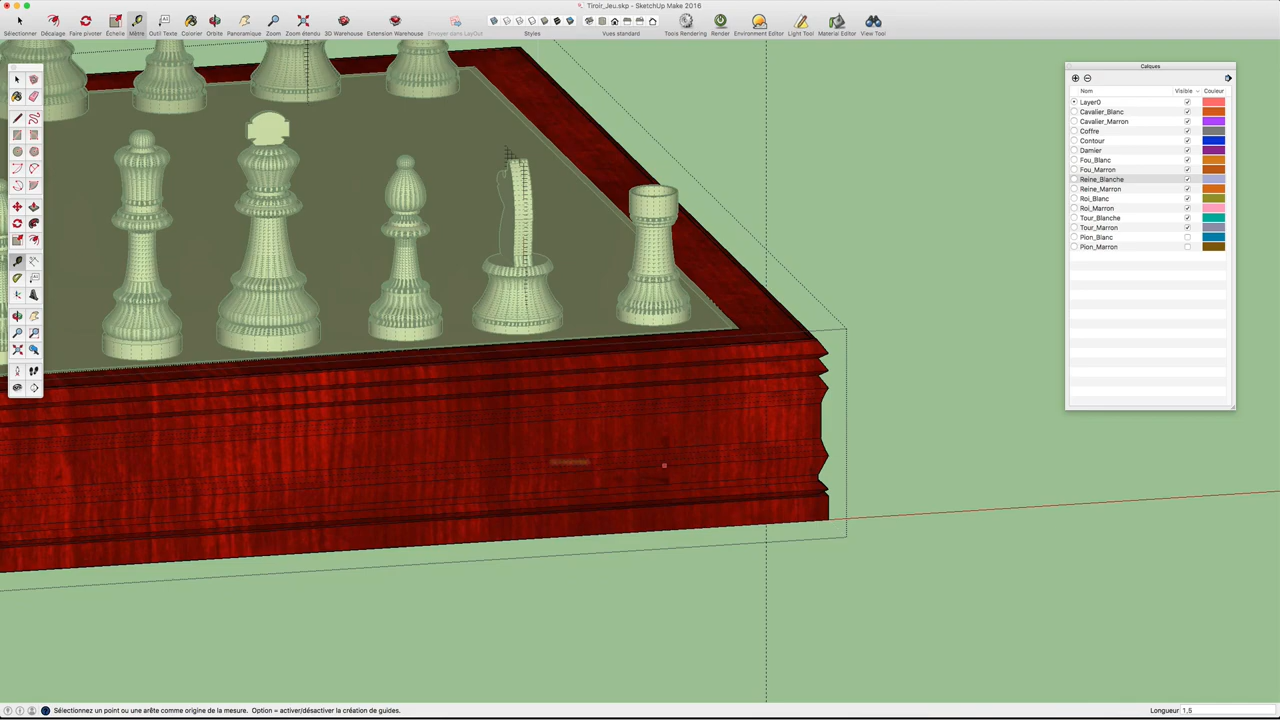 Tiroir_Jeu.skp - SketchUp Make 2016
Sélectionner Décalage Faire pivoter Échelle Mètre Outil Texte Colorier Orbite Panoramique Zoom Zoom étendu 3D Warehouse Extension Warehouse Envoyer dans LayOut Styles Vues standard Tools Rendering Render Environment Editor Light Tool Material Editor View Tool
Calques
Nom Visible Couleur
Layer0
Cavalier_Blanc
Cavalier_Marron
Coffre
Contour
Damier
Fou_Blanc
Fou_Marron
Reine_Blanche
Reine_Marron
Roi_Blanc
Roi_Marron
Tour_Blanche
Tour_Marron
Pion_Blanc
Pion_Marron
Sélectionnez un point ou une arête comme origine de la mesure. Option = activer/désactiver la création de guides.
Longueur 1,5